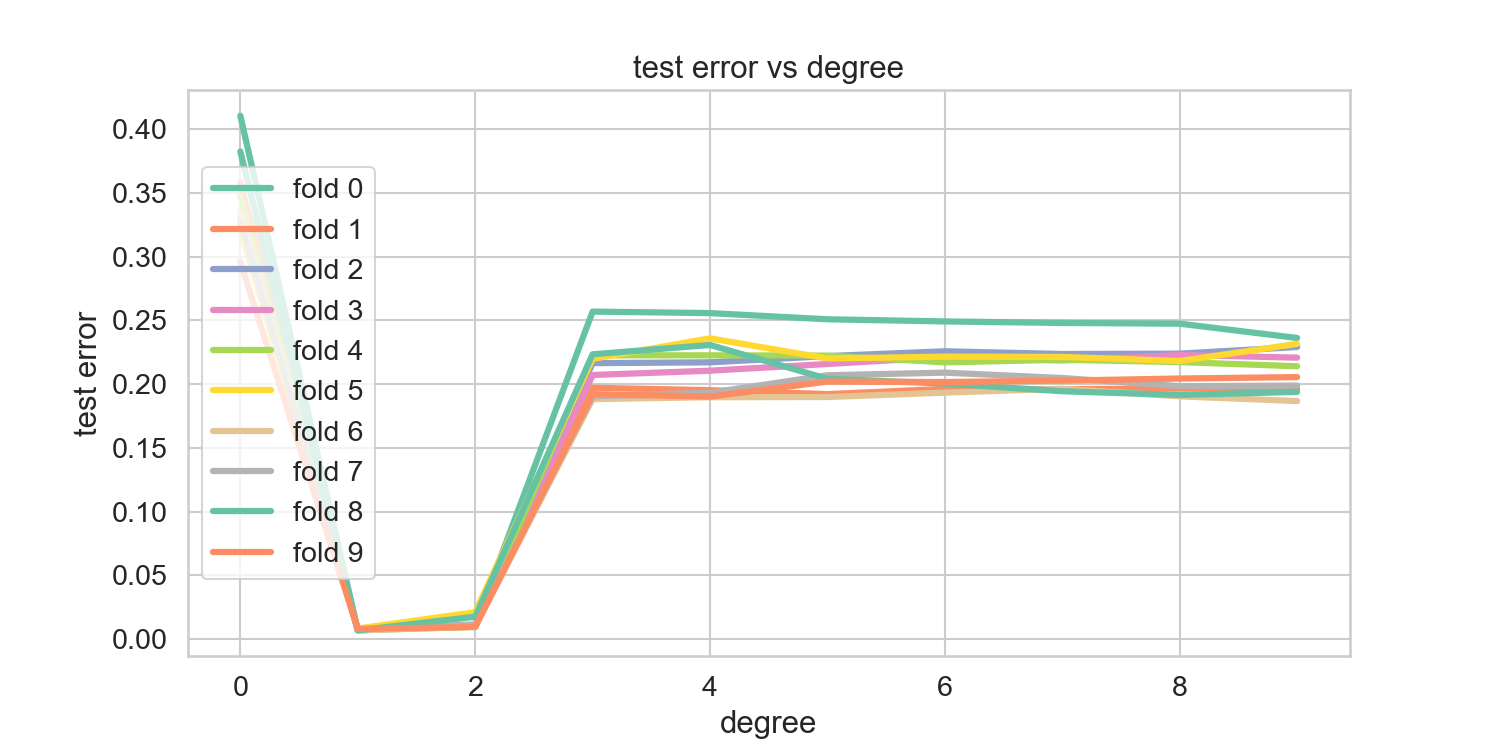 test error vs degree
0.40
0.35
0.30
0.25
0.20
0.15
0.10
0.05
0.00
test error
fold 0
fold 1
fold 2
fold 3
fold 4
fold 5
fold 6
fold 7
fold 8
fold 9
0 2 4 6 8
degree